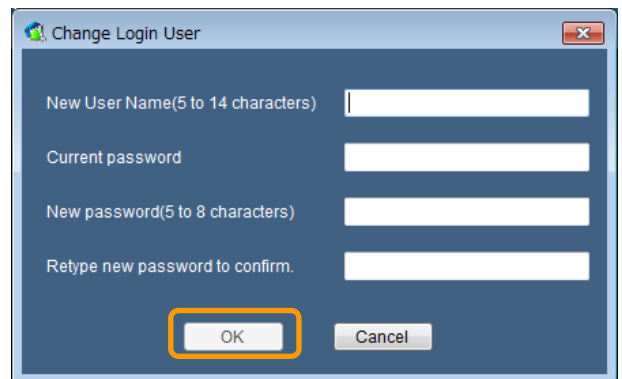 Change Login User
New User Name(5 to 14 characters)
Current password
New password(5 to 8 characters)
Retype new password to confirm.
OK Cancel